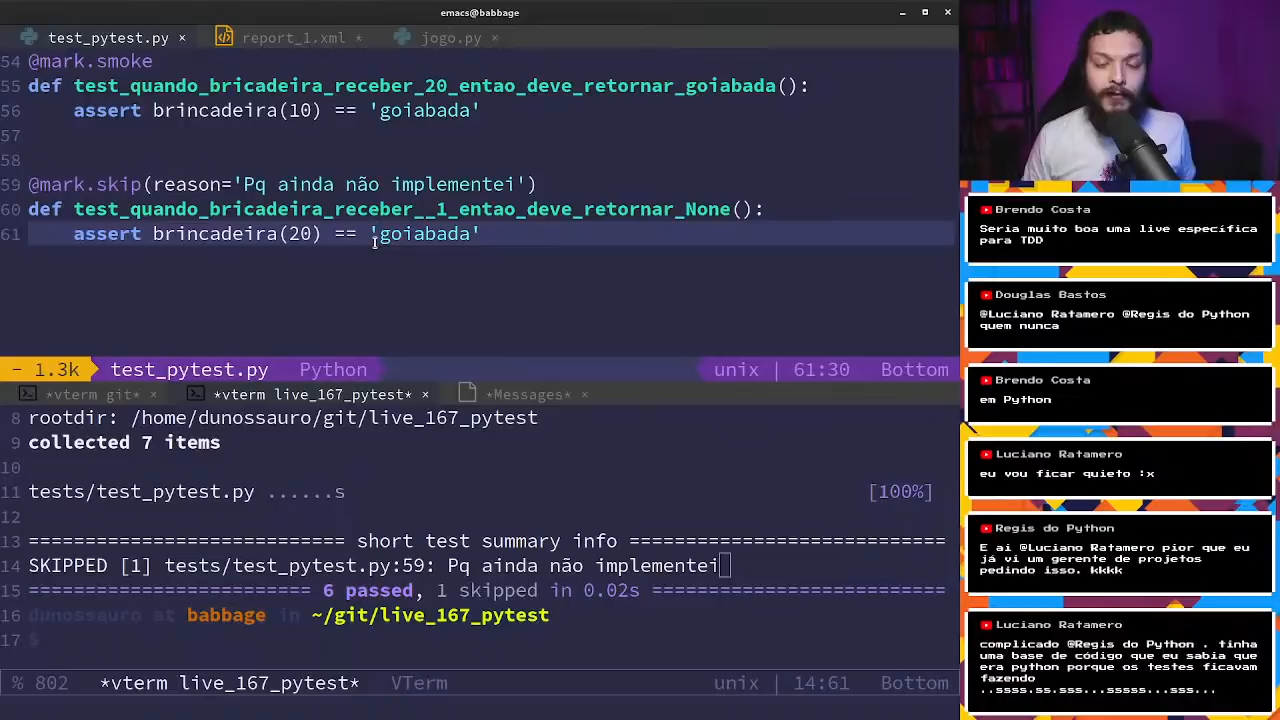 emacs@babbage
test_pytest.py × report_1.xml * jogo.py ×
54 @mark.smoke
55 def test_quando_bricadeira_receber_20_entao_deve_retornar_goiabada():
56 assert brincadeira(10) == 'goiabada'
57
58
59 @mark.skip(reason='Pq ainda não implementei')
60 def test_quando_bricadeira_receber__1_entao_deve_retornar_None():
61 assert brincadeira(20) == 'goiabada'
- 1.3k test_pytest.py Python unix | 61:30 Bottom
*vterm git* × *vterm live_167_pytest* × *Messages* ×
8 rootdir: /home/dunossauro/git/live_167_pytest
9 collected 7 items
10
11 tests/test_pytest.py ......s [100%]
12
13 =========================== short test summary info ============================
14 SKIPPED [1] tests/test_pytest.py:59: Pq ainda não implementei
15 ========================= 6 passed, 1 skipped in 0.02s ==========================
16 dunossauro at babbage in ~/git/live_167_pytest
17 $
% 802 *vterm live_167_pytest* VTerm unix | 14:61 Bottom
Brendo Costa
Seria muito boa uma live especifica
para TDD
Douglas Bastos
@Luciano Ratamero @Regis do Python
quem nunca
Brendo Costa
em Python
Luciano Ratamero
eu vou ficar quieto :x
Regis do Python
E ai @Luciano Ratamero pior que eu
já vi um gerente de projetos
pedindo isso. kkkk
Luciano Ratamero
complicado @Regis do Python . tinha
uma base de código que eu sabia que
era python porque os testes ficavam
fazendo
..ssss.ss.sss...sssss...sss...